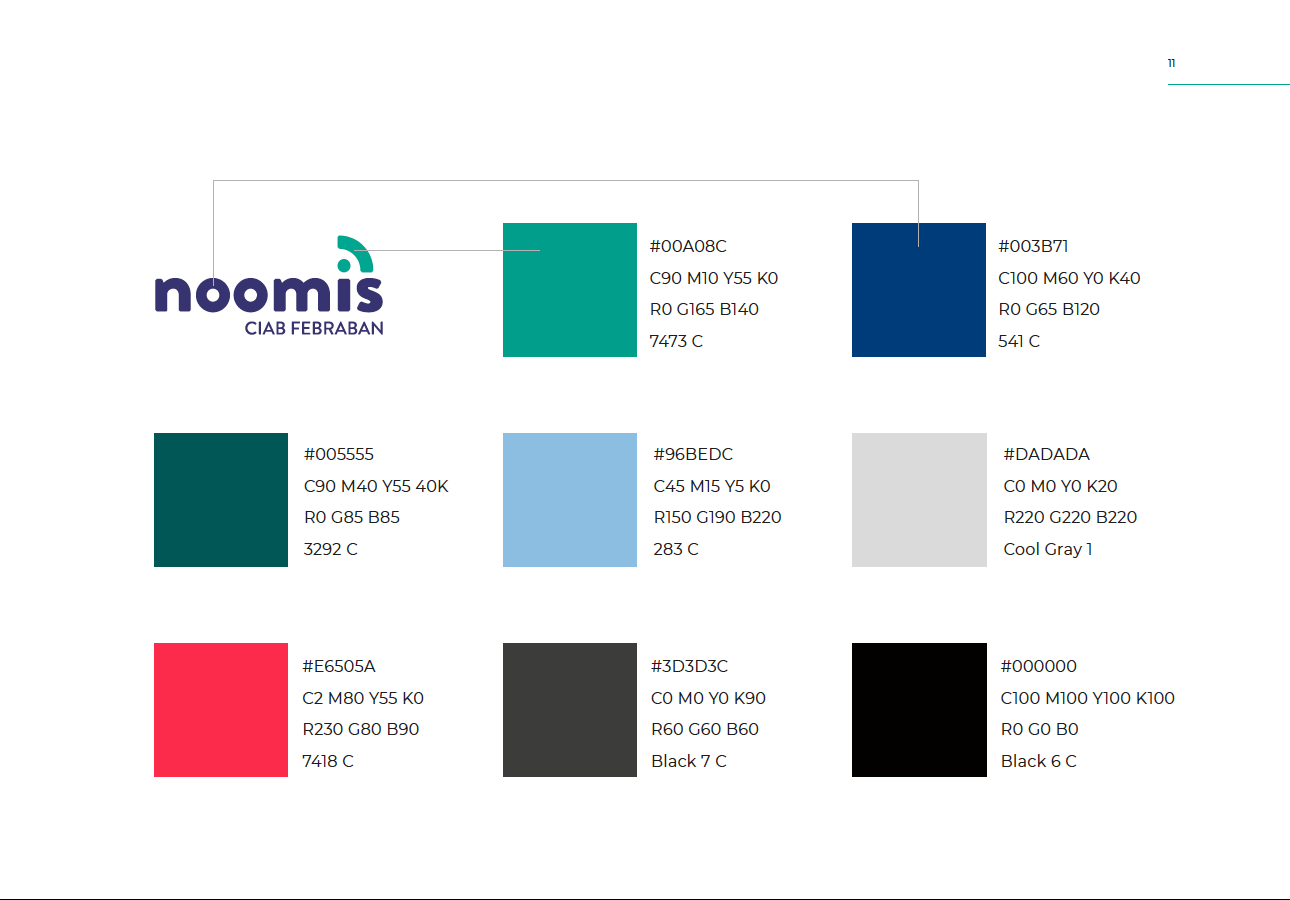 11
noomis
CIAB FEBRABAN
#00A08C
C90 M10 Y55 K0
R0 G165 B140
7473 C
#003B71
C100 M60 Y0 K40
R0 G65 B120
541 C
#005555
C90 M40 Y55 40K
R0 G85 B85
3292 C
#96BEDC
C45 M15 Y5 K0
R150 G190 B220
283 C
#DADADA
C0 M0 Y0 K20
R220 G220 B220
Cool Gray 1
#E6505A
C2 M80 Y55 K0
R230 G80 B90
7418 C
#3D3D3C
C0 M0 Y0 K90
R60 G60 B60
Black 7 C
#000000
C100 M100 Y100 K100
R0 G0 B0
Black 6 C